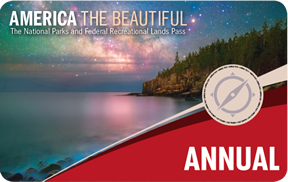 AMERICA THE BEAUTIFUL
The National Parks and Federal Recreational Lands Pass
ANNUAL